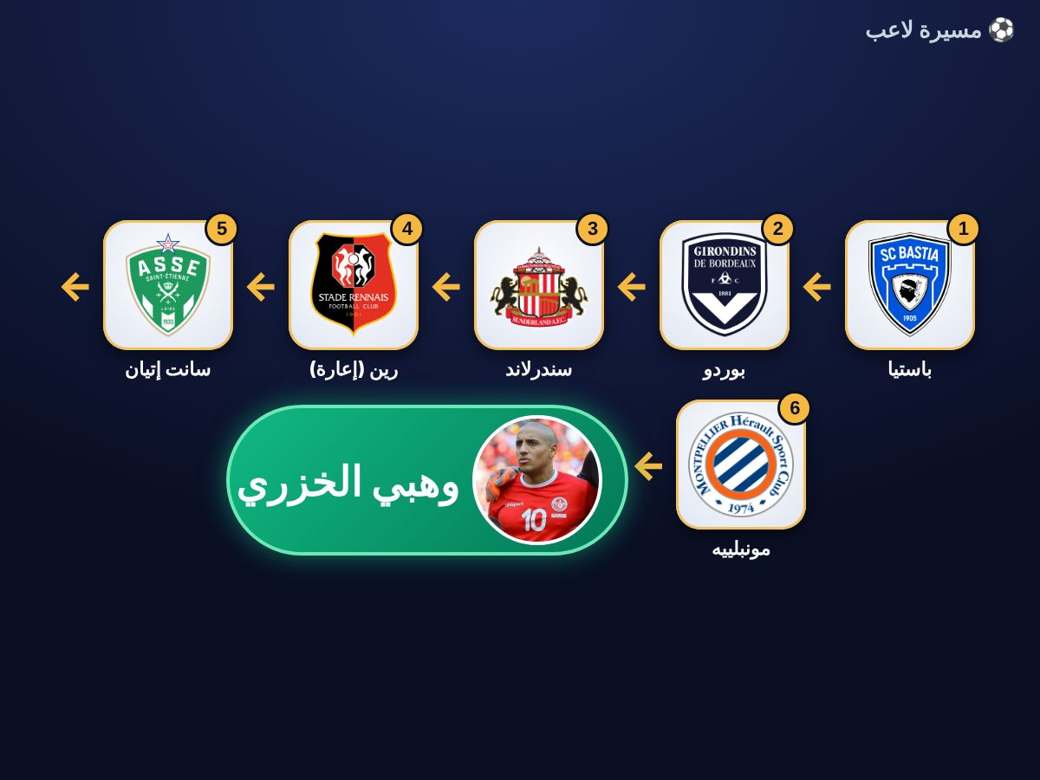 ⚽ مسيرة لاعب
1
SC BASTIA
1905
باستيا
2
GIRONDINS
DE BORDEAUX
F C
1881
بوردو
3
SUNDERLAND A.F.C.
سندرلاند
4
STADE RENNAIS
FOOTBALL CLUB
رين (إعارة)
5
ASSE
SAINT-ÉTIENNE
1933
سانت إتيان
6
MONTPELLIER Hérault Sport Club
1974
مونبلييه
10
وهبي الخزري